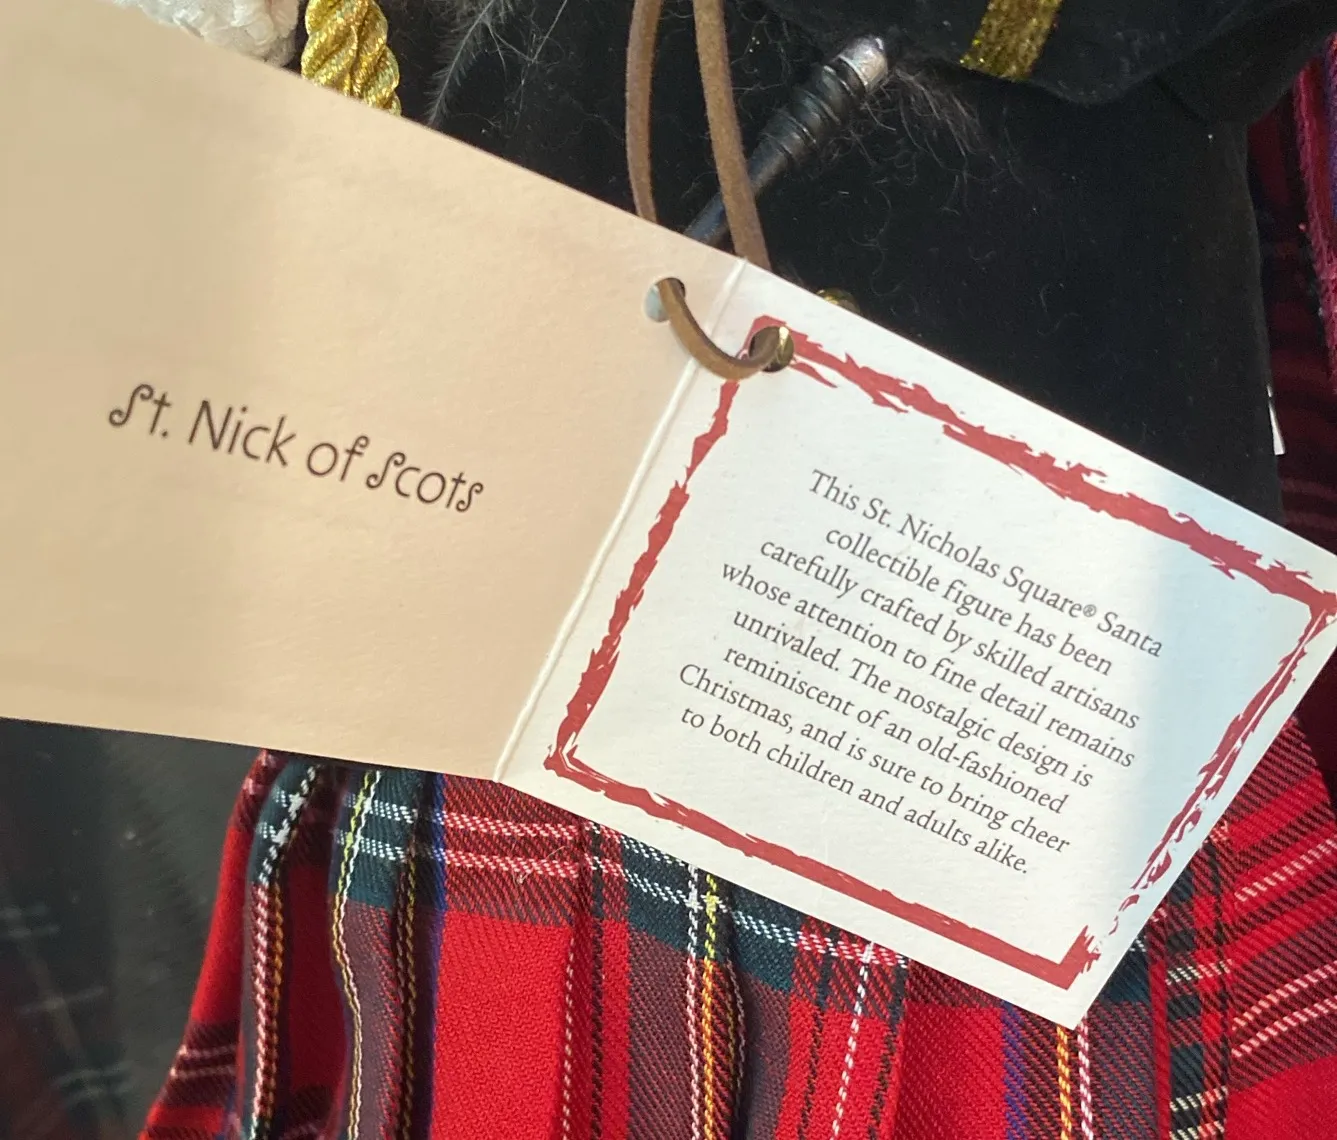 St. Nick of Scots
This St. Nicholas Square® Santa
collectible figure has been
carefully crafted by skilled artisans
whose attention to fine detail remains
unrivaled. The nostalgic design is
reminiscent of an old-fashioned
Christmas, and is sure to bring cheer
to both children and adults alike.